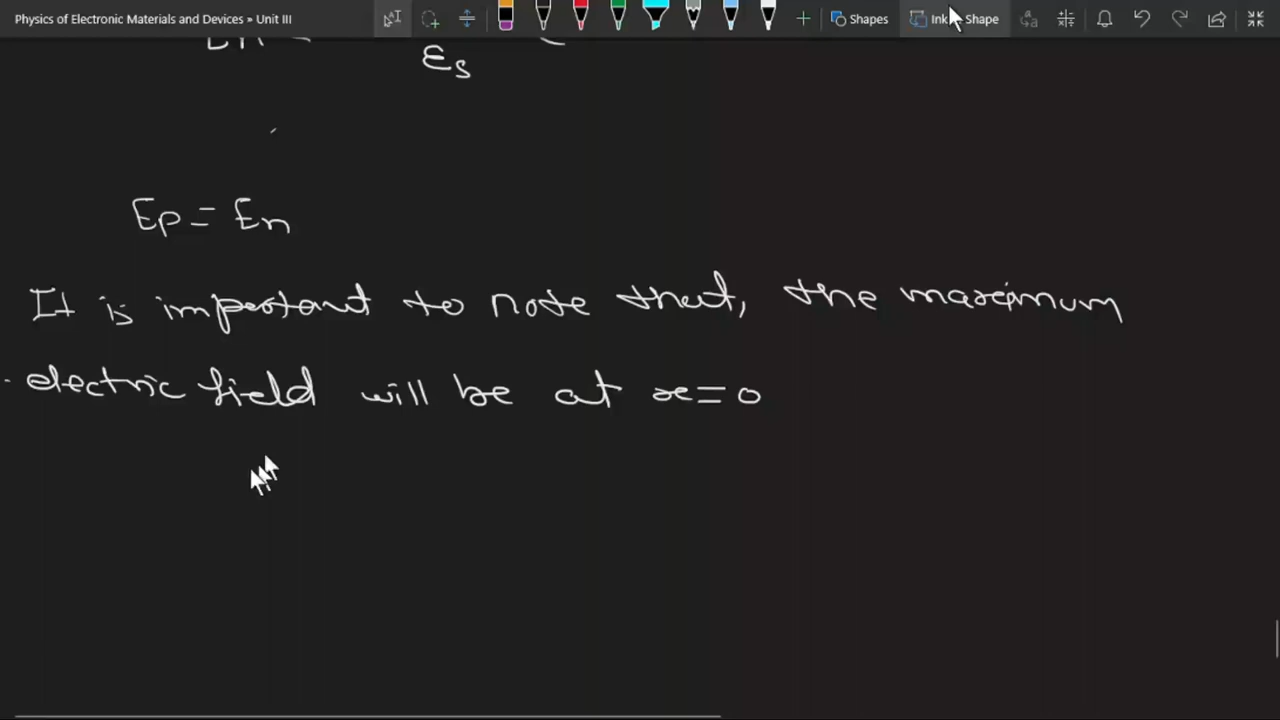 Physics of Electronic Materials and Devices » Unit III
Shapes
Ink Shape
εs
Ep = En
It is important to note that, the maximum
electric field will be at x=0